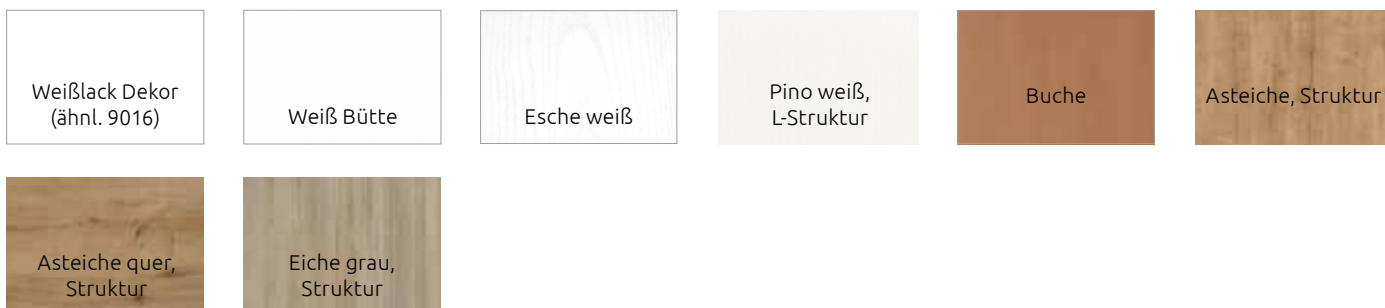 Weißlack Dekor
(ähnl. 9016)
Weiß Bütte
Esche weiß
Pino weiß,
L-Struktur
Buche
Asteiche, Struktur
Asteiche quer,
Struktur
Eiche grau,
Struktur